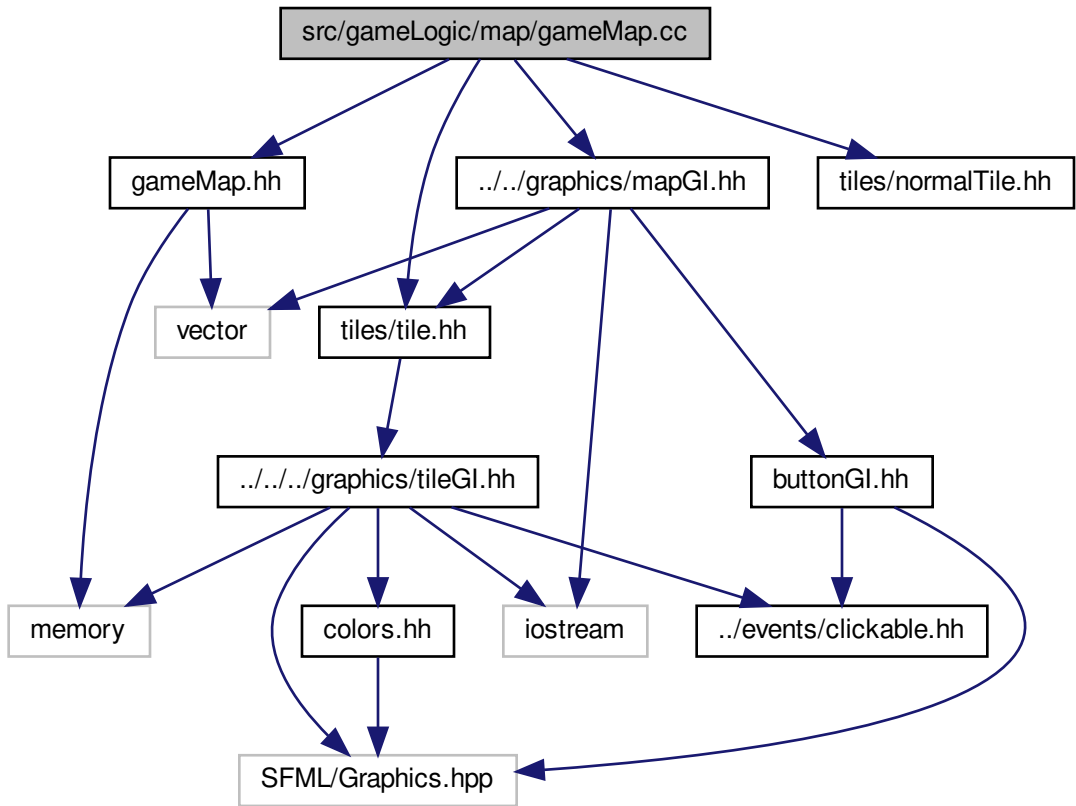 src/gameLogic/map/gameMap.cc
gameMap.hh
../../graphics/mapGI.hh
tiles/normalTile.hh
vector
tiles/tile.hh
../../../graphics/tileGI.hh
buttonGI.hh
memory
colors.hh
iostream
../events/clickable.hh
SFML/Graphics.hpp